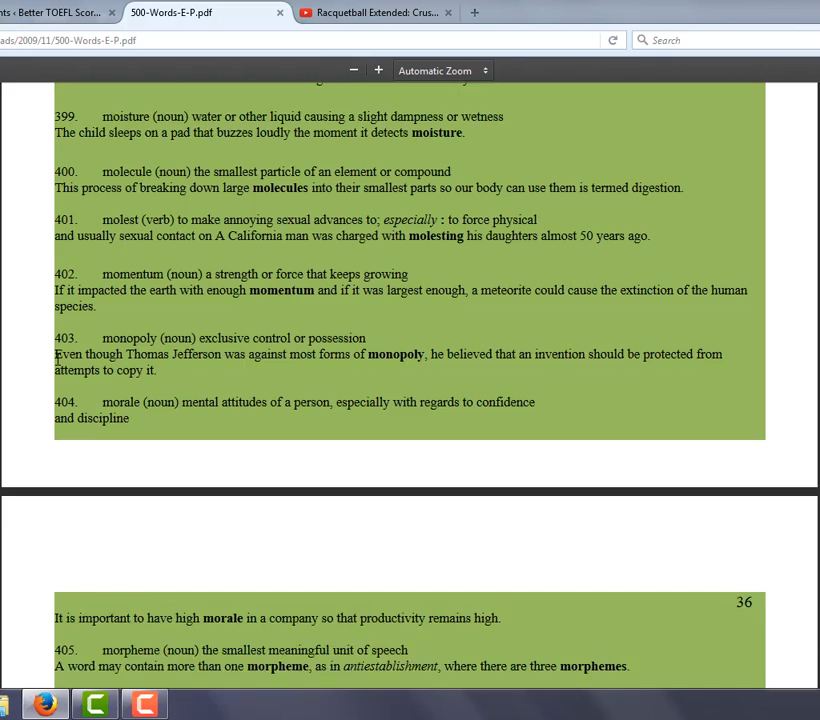 nts ‹ Better TOEFL Scor... × 500-Words-E-P.pdf × Racquetball Extended: Crus... × +
ads/2009/11/500-Words-E-P.pdf Search
− + Automatic Zoom
399. moisture (noun) water or other liquid causing a slight dampness or wetness
The child sleeps on a pad that buzzes loudly the moment it detects moisture.
400. molecule (noun) the smallest particle of an element or compound
This process of breaking down large molecules into their smallest parts so our body can use them is termed digestion.
401. molest (verb) to make annoying sexual advances to; especially : to force physical
and usually sexual contact on A California man was charged with molesting his daughters almost 50 years ago.
402. momentum (noun) a strength or force that keeps growing
If it impacted the earth with enough momentum and if it was largest enough, a meteorite could cause the extinction of the human
species.
403. monopoly (noun) exclusive control or possession
Even though Thomas Jefferson was against most forms of monopoly, he believed that an invention should be protected from
attempts to copy it.
404. morale (noun) mental attitudes of a person, especially with regards to confidence
and discipline
36
It is important to have high morale in a company so that productivity remains high.
405. morpheme (noun) the smallest meaningful unit of speech
A word may contain more than one morpheme, as in antiestablishment, where there are three morphemes.